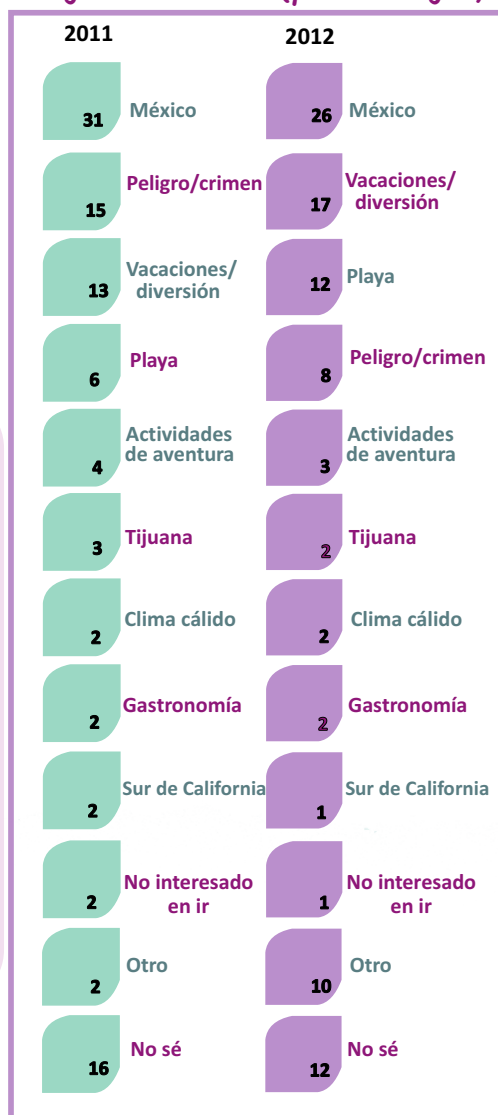 2011
2012
31
México
26
México
15
Peligro/crimen
17
Vacaciones/
diversión
13
Vacaciones/
diversión
12
Playa
6
Playa
8
Peligro/crimen
4
Actividades
de aventura
3
Actividades
de aventura
3
Tijuana
2
Tijuana
2
Clima cálido
2
Clima cálido
2
Gastronomía
2
Gastronomía
2
Sur de California
1
Sur de California
2
No interesado
en ir
1
No interesado
en ir
2
Otro
10
Otro
16
No sé
12
No sé